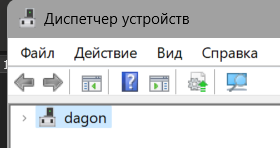 Диспетчер устройств
Файл Действие Вид Справка
dagon